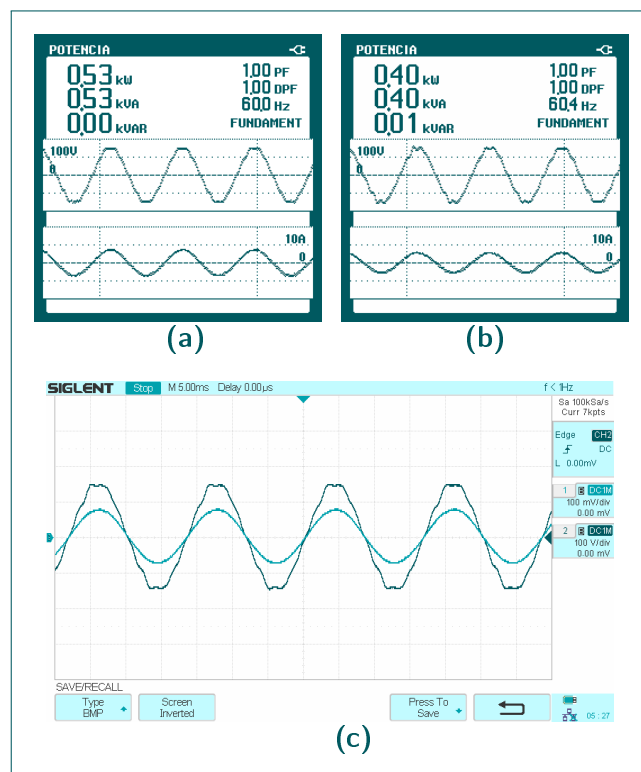 POTENCIA
0.53 kW
0.53 kVA
0.00 kVAR
1.00 PF
1.00 DPF
60.0 Hz
FUNDAMENT
100V
0
10A
0
(a)
POTENCIA
0.40 kW
0.40 kVA
0.01 kVAR
1.00 PF
1.00 DPF
60.4 Hz
FUNDAMENT
100V
0
10A
0
(b)
SIGLENT Stop M 5.00ms Delay 0.00µs f < 1Hz
Sa 100kSa/s
Curr 7kpts
Edge CH2
DC
L 0.00mV
1 B DC1M
100 mV/div
0.00 mV
2 B DC1M
100 V/div
0.00 mV
SAVE/RECALL
Type
BMP
Screen
Inverted
Press To
Save
05 : 27
(c)